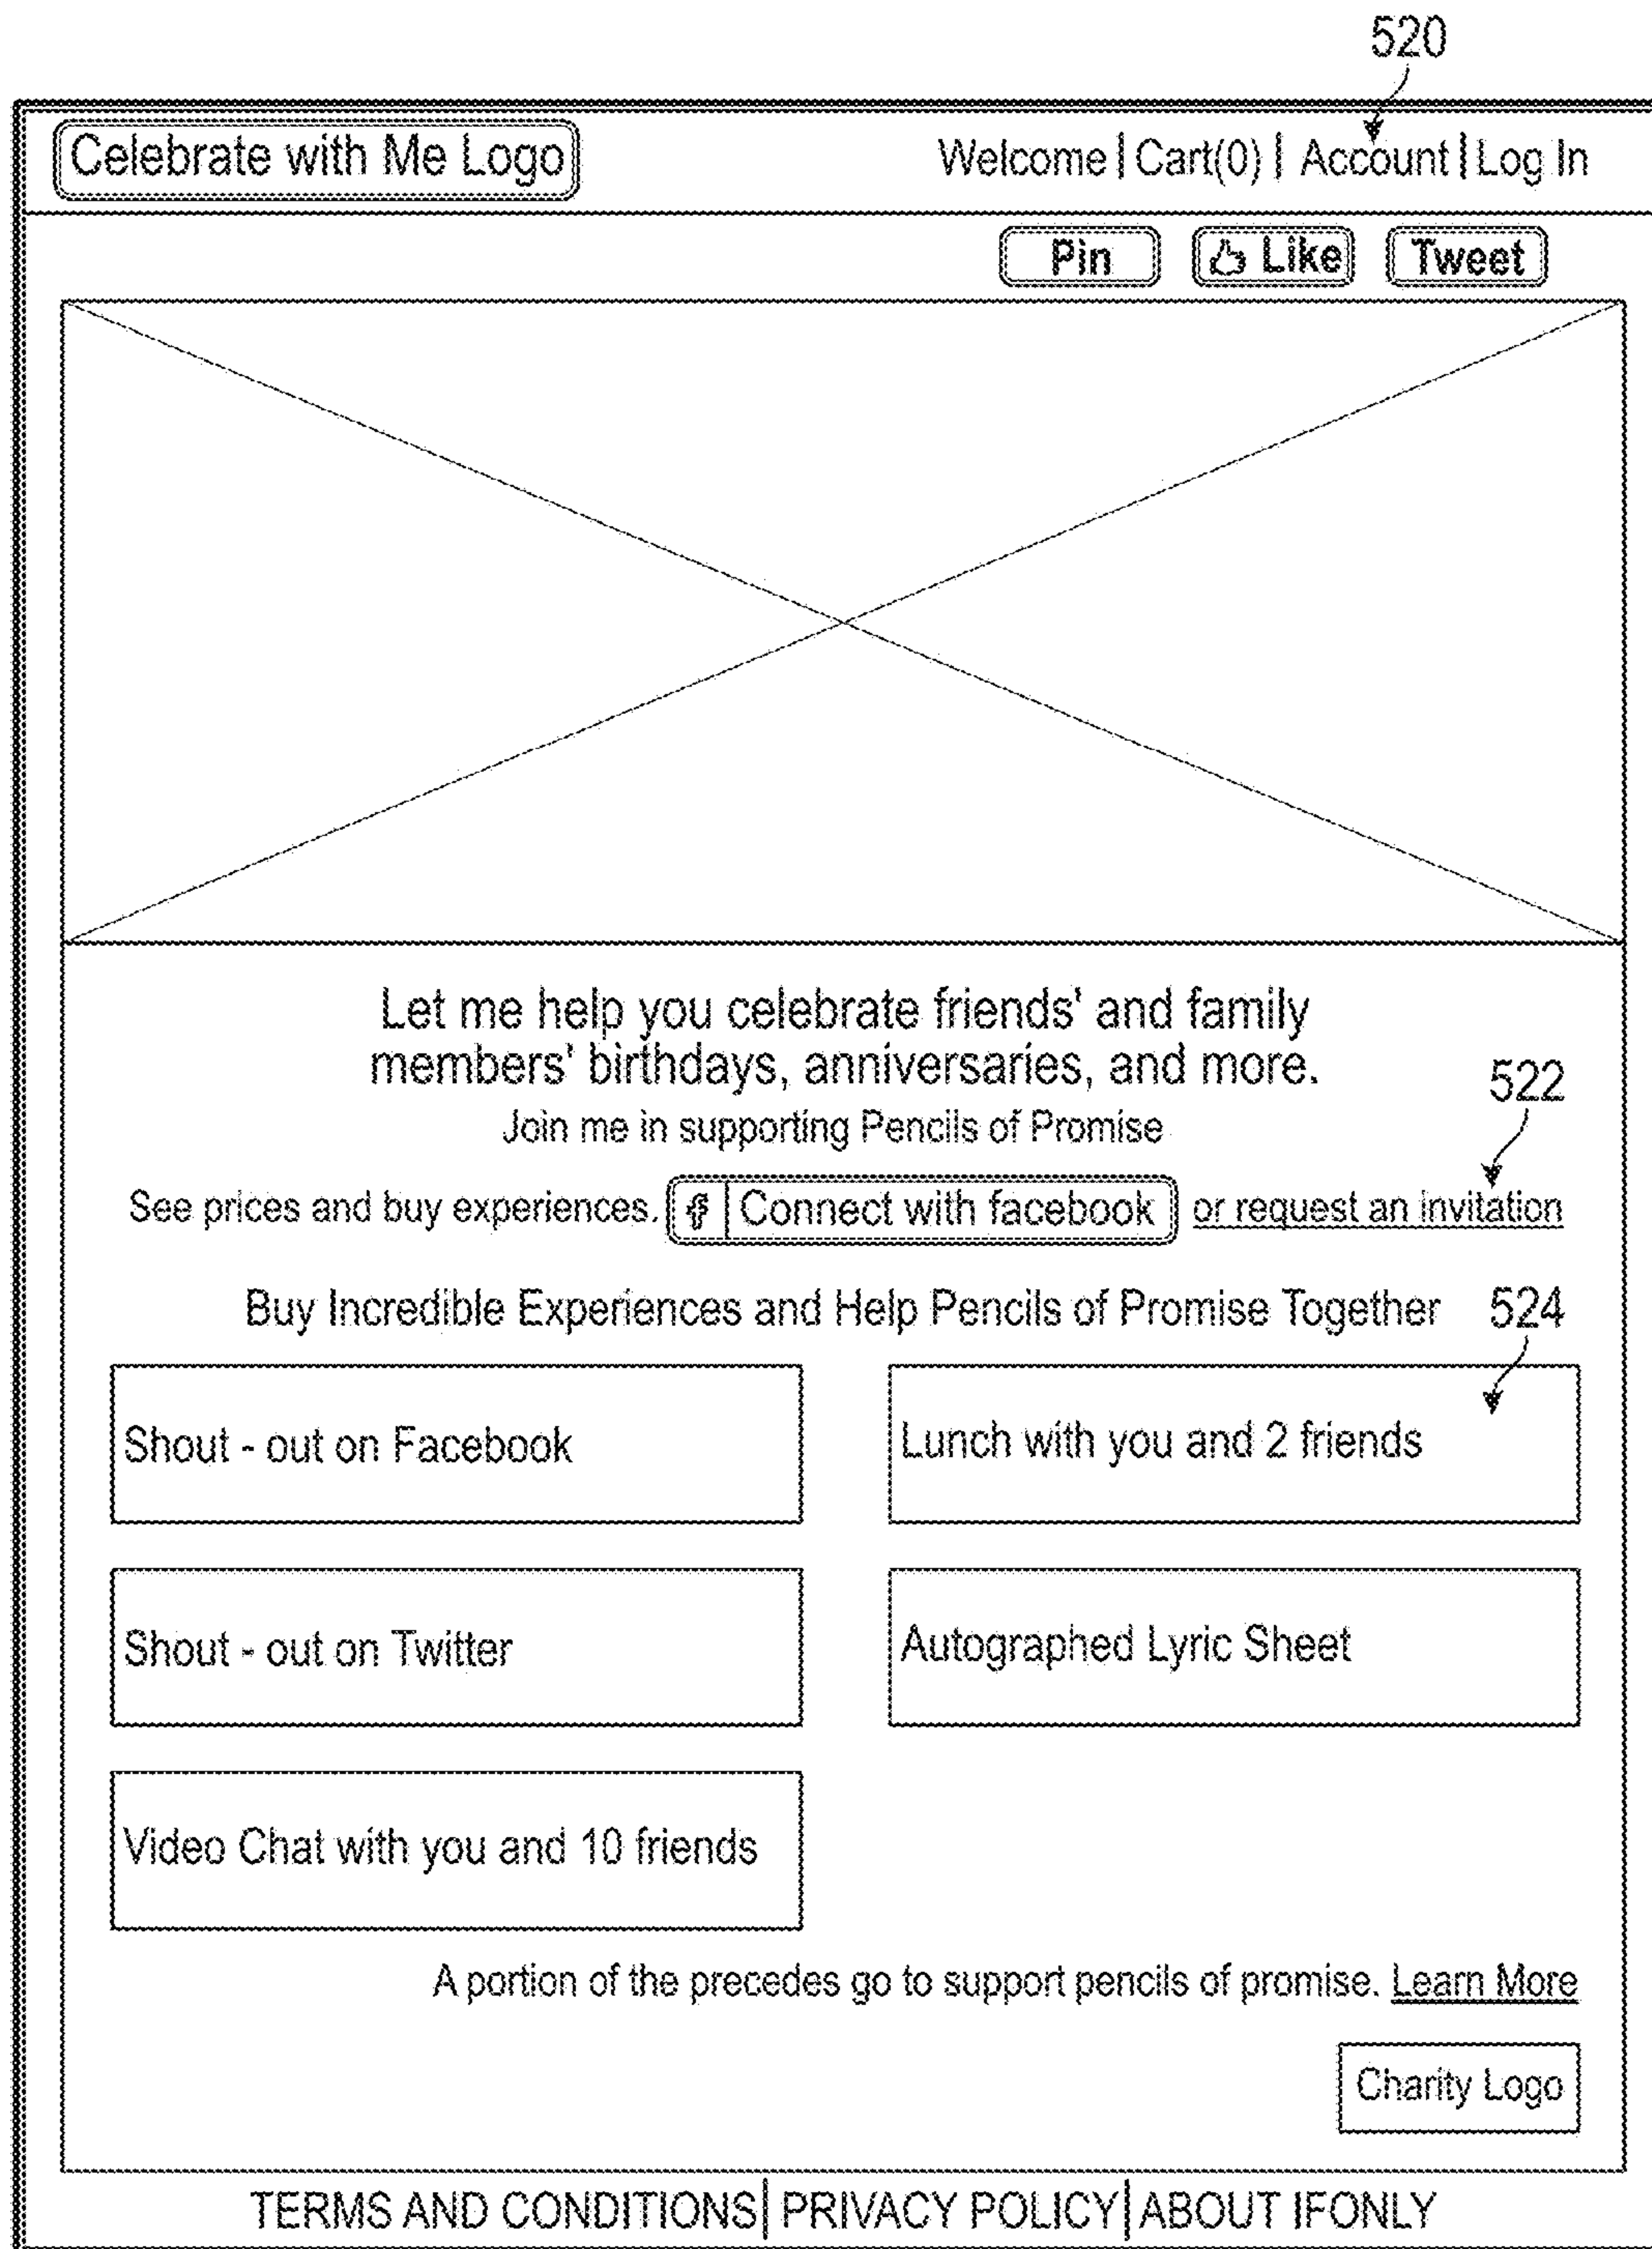 520
Celebrate with Me Logo
Welcome | Cart(0) | Account | Log In
Pin
Like
Tweet
Let me help you celebrate friends' and family
members' birthdays, anniversaries, and more.
522
Join me in supporting Pencils of Promise
See prices and buy experiences. f Connect with facebook or request an invitation
Buy Incredible Experiences and Help Pencils of Promise Together
524
Shout - out on Facebook
Lunch with you and 2 friends
Shout - out on Twitter
Autographed Lyric Sheet
Video Chat with you and 10 friends
A portion of the precedes go to support pencils of promise. Learn More
Charity Logo
TERMS AND CONDITIONS | PRIVACY POLICY | ABOUT IFONLY